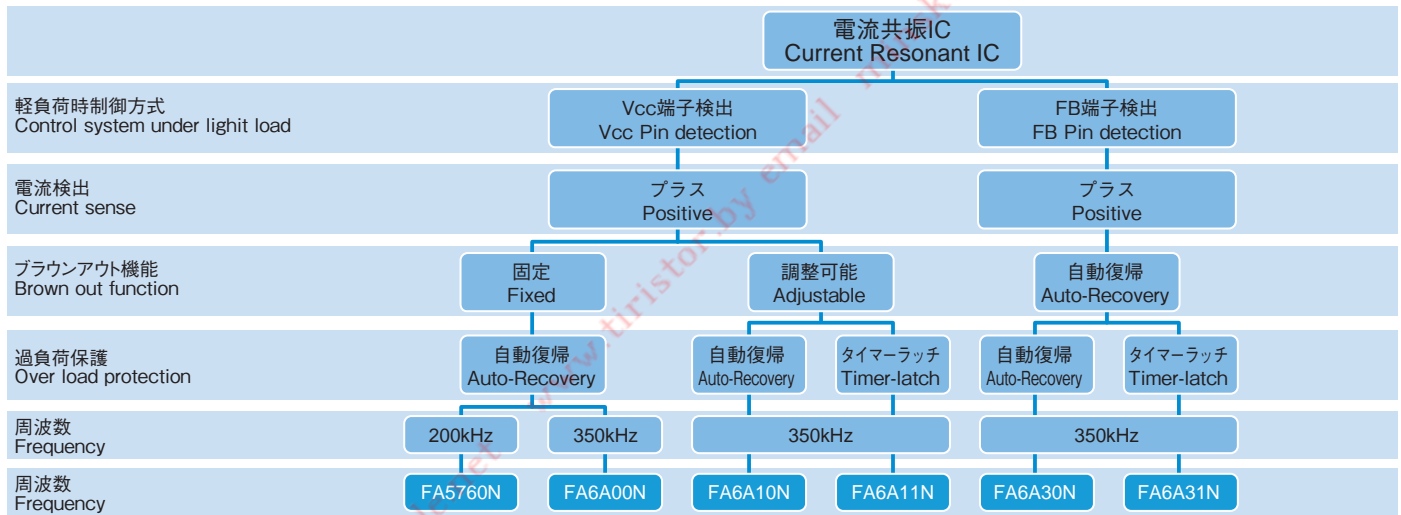 電流共振IC
Current Resonant IC
軽負荷時制御方式
Control system under lighit load
Vcc端子検出
Vcc Pin detection
FB端子検出
FB Pin detection
電流検出
Current sense
プラス
Positive
プラス
Positive
ブラウンアウト機能
Brown out function
固定
Fixed
調整可能
Adjustable
自動復帰
Auto-Recovery
過負荷保護
Over load protection
自動復帰
Auto-Recovery
自動復帰
Auto-Recovery
タイマーラッチ
Timer-latch
自動復帰
Auto-Recovery
タイマーラッチ
Timer-latch
周波数
Frequency
200kHz
350kHz
350kHz
350kHz
周波数
Frequency
FA5760N
FA6A00N
FA6A10N
FA6A11N
FA6A30N
FA6A31N
www.tiristor.by email